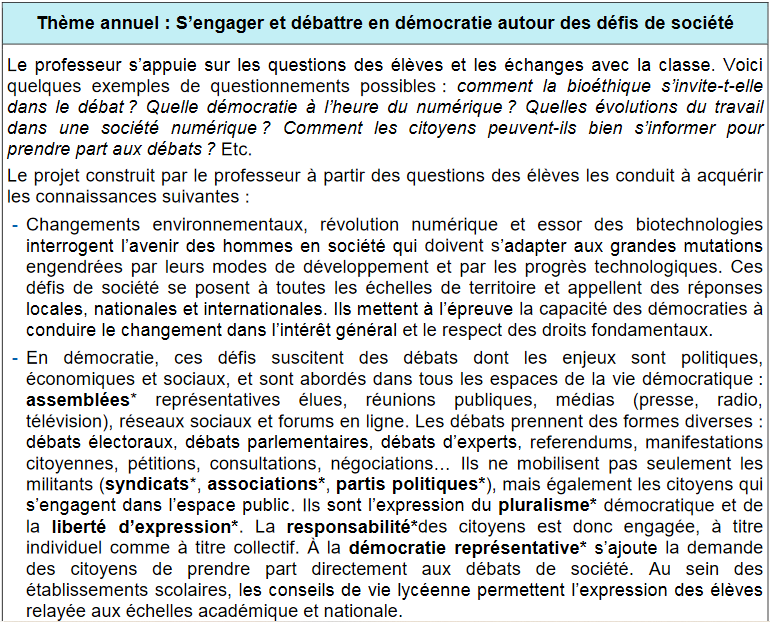 Thème annuel : S'engager et débattre en démocratie autour des défis de société
Le professeur s'appuie sur les questions des élèves et les échanges avec la classe. Voici
quelques exemples de questionnements possibles : comment la bioéthique s'invite-t-elle
dans le débat ? Quelle démocratie à l'heure du numérique ? Quelles évolutions du travail
dans une société numérique ? Comment les citoyens peuvent-ils bien s'informer pour
prendre part aux débats ? Etc.
Le projet construit par le professeur à partir des questions des élèves les conduit à acquérir
les connaissances suivantes :
- Changements environnementaux, révolution numérique et essor des biotechnologies
interrogent l'avenir des hommes en société qui doivent s'adapter aux grandes mutations
engendrées par leurs modes de développement et par les progrès technologiques. Ces
défis de société se posent à toutes les échelles de territoire et appellent des réponses
locales, nationales et internationales. Ils mettent à l'épreuve la capacité des démocraties à
conduire le changement dans l'intérêt général et le respect des droits fondamentaux.
- En démocratie, ces défis suscitent des débats dont les enjeux sont politiques,
économiques et sociaux, et sont abordés dans tous les espaces de la vie démocratique :
assemblées* représentatives élues, réunions publiques, médias (presse, radio,
télévision), réseaux sociaux et forums en ligne. Les débats prennent des formes diverses :
débats électoraux, débats parlementaires, débats d'experts, referendums, manifestations
citoyennes, pétitions, consultations, négociations… Ils ne mobilisent pas seulement les
militants (syndicats*, associations*, partis politiques*), mais également les citoyens qui
s'engagent dans l'espace public. Ils sont l'expression du pluralisme* démocratique et de
la liberté d'expression*. La responsabilité*des citoyens est donc engagée, à titre
individuel comme à titre collectif. À la démocratie représentative* s'ajoute la demande
des citoyens de prendre part directement aux débats de société. Au sein des
établissements scolaires, les conseils de vie lycéenne permettent l'expression des élèves
relayée aux échelles académique et nationale.